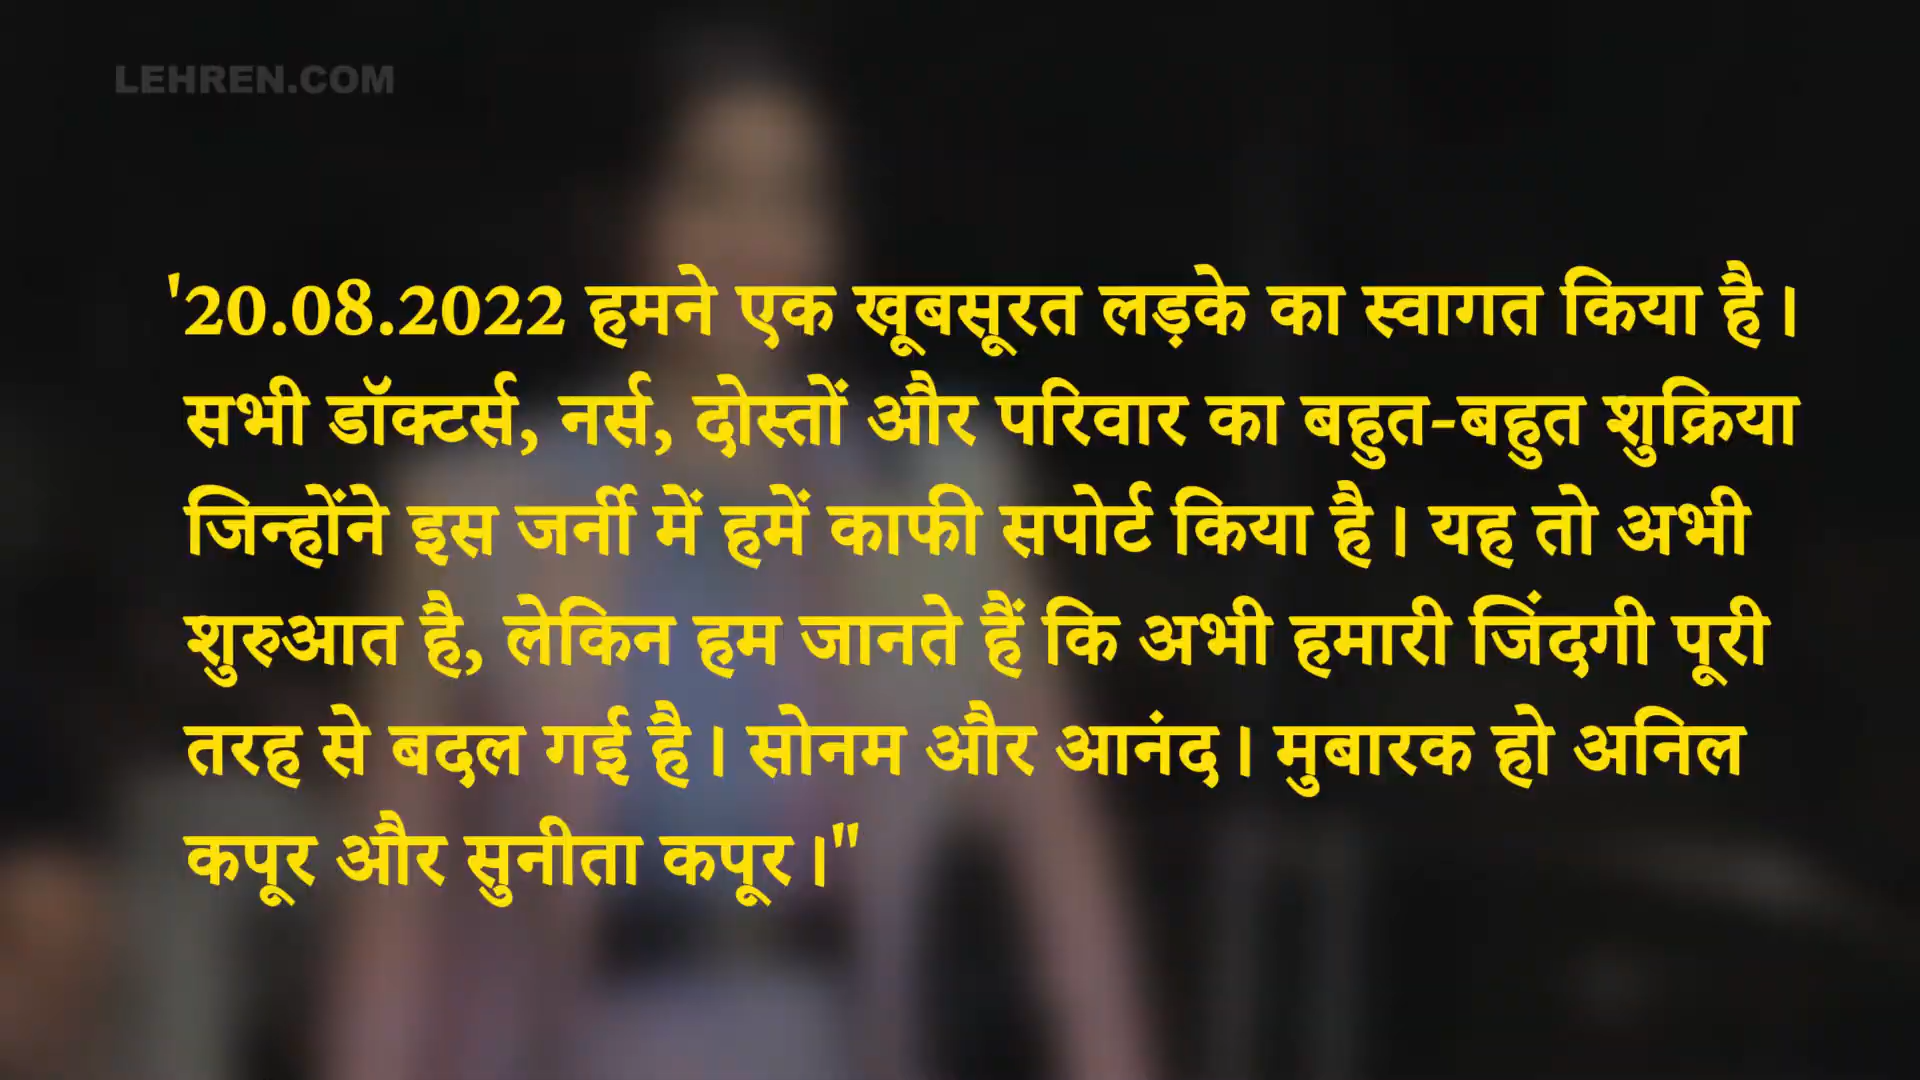 LEHREN.COM
'20.08.2022 हमने एक खूबसूरत लड़के का स्वागत किया है।
सभी डॉक्टर्स, नर्स, दोस्तों और परिवार का बहुत-बहुत शुक्रिया
जिन्होंने इस जर्नी में हमें काफी सपोर्ट किया है। यह तो अभी
शुरुआत है, लेकिन हम जानते हैं कि अभी हमारी जिंदगी पूरी
तरह से बदल गई है। सोनम और आनंद। मुबारक हो अनिल
कपूर और सुनीता कपूर।"